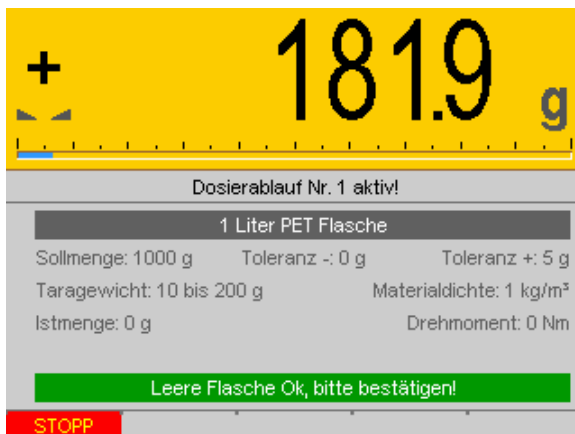 + 181.9 g
Dosierablauf Nr. 1 aktiv!
1 Liter PET Flasche
Sollmenge: 1000 g Toleranz -: 0 g Toleranz +: 5 g
Taragewicht: 10 bis 200 g Materialdichte: 1 kg/m³
Istmenge: 0 g Drehmoment: 0 Nm
Leere Flasche Ok, bitte bestätigen!
STOPP